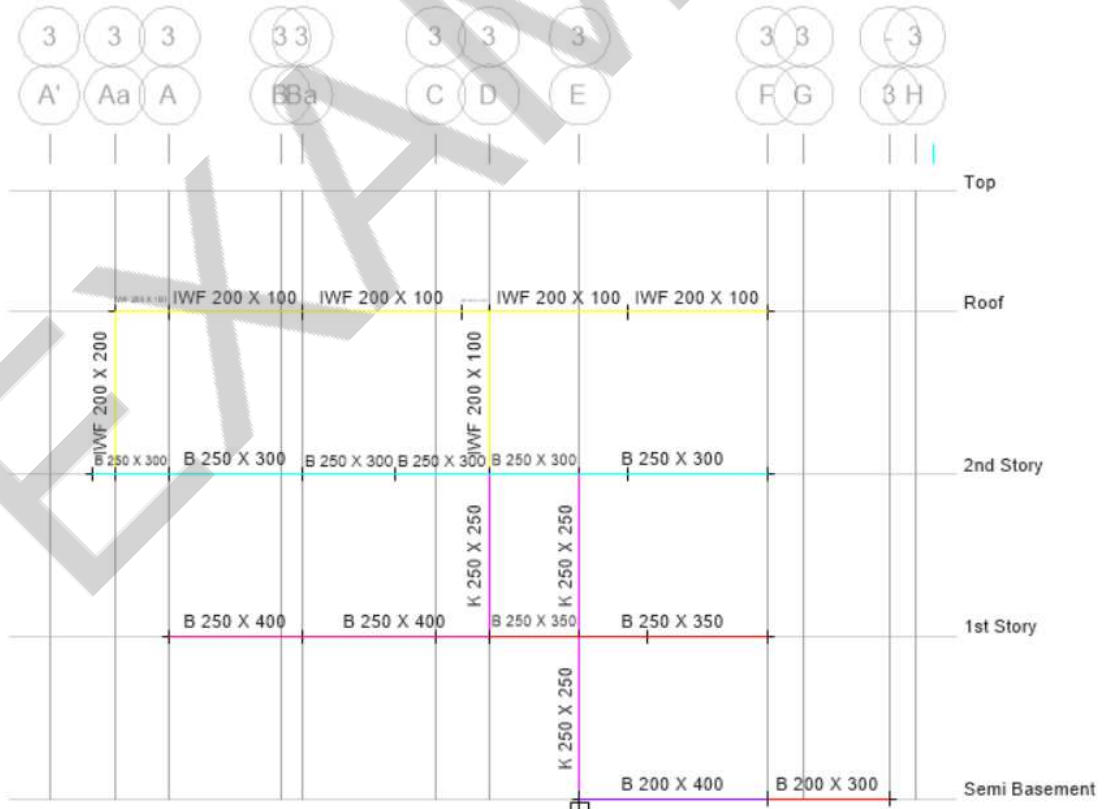 3 3 3 3 3 3 3 3 3 3 - 3
A' Aa A B Ba C D E F G 3 H
Top
IWF 200 X 100 IWF 200 X 100 IWF 200 X 100 IWF 200 X 100 Roof
IWF 200 X 200
IWF 200 X 100
B 250 X 300 B 250 X 300 B 250 X 300 B 250 X 300 B 250 X 300 B 250 X 300 2nd Story
K 250 X 250
K 250 X 250
B 250 X 400 B 250 X 400 B 250 X 350 B 250 X 350 1st Story
K 250 X 250
B 200 X 400 B 200 X 300 Semi Basement